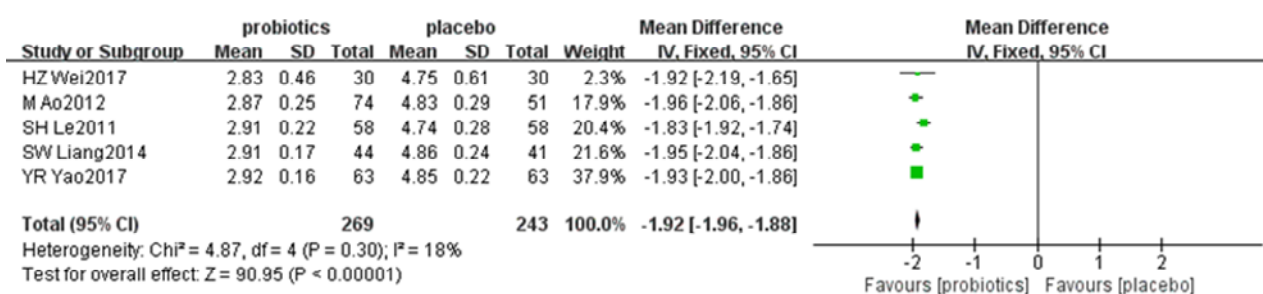 probiotics placebo Mean Difference Mean Difference
Study or Subgroup Mean SD Total Mean SD Total Weight IV, Fixed, 95% CI IV, Fixed, 95% CI
HZ Wei2017 2.83 0.46 30 4.75 0.61 30 2.3% -1.92 [-2.19, -1.65]
M Ao2012 2.87 0.25 74 4.83 0.29 51 17.9% -1.96 [-2.06, -1.86]
SH Le2011 2.91 0.22 58 4.74 0.28 58 20.4% -1.83 [-1.92, -1.74]
SW Liang2014 2.91 0.17 44 4.86 0.24 41 21.6% -1.95 [-2.04, -1.86]
YR Yao2017 2.92 0.16 63 4.85 0.22 63 37.9% -1.93 [-2.00, -1.86]
Total (95% CI) 269 243 100.0% -1.92 [-1.96, -1.88]
Heterogeneity: Chi² = 4.87, df = 4 (P = 0.30); I² = 18%
Test for overall effect: Z = 90.95 (P < 0.00001)
-2 -1 0 1 2
Favours [probiotics] Favours [placebo]